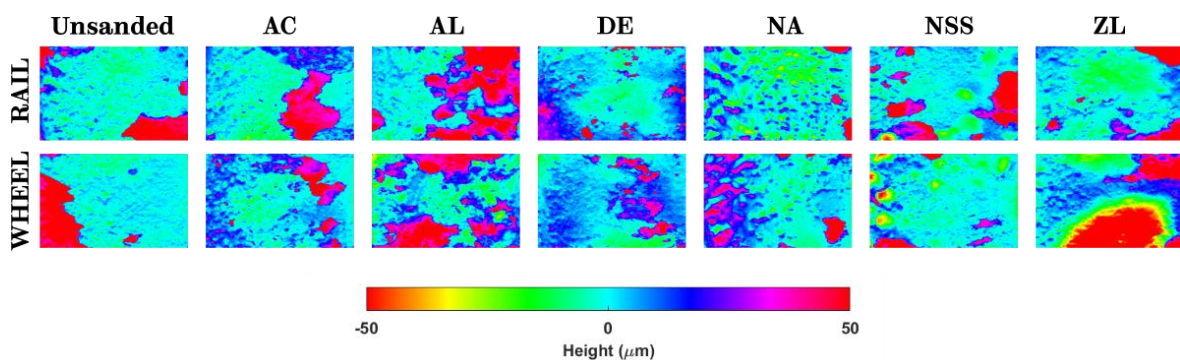 Unsanded AC AL DE NA NSS ZL
RAIL
WHEEL
-50 0 50
Height (μm)